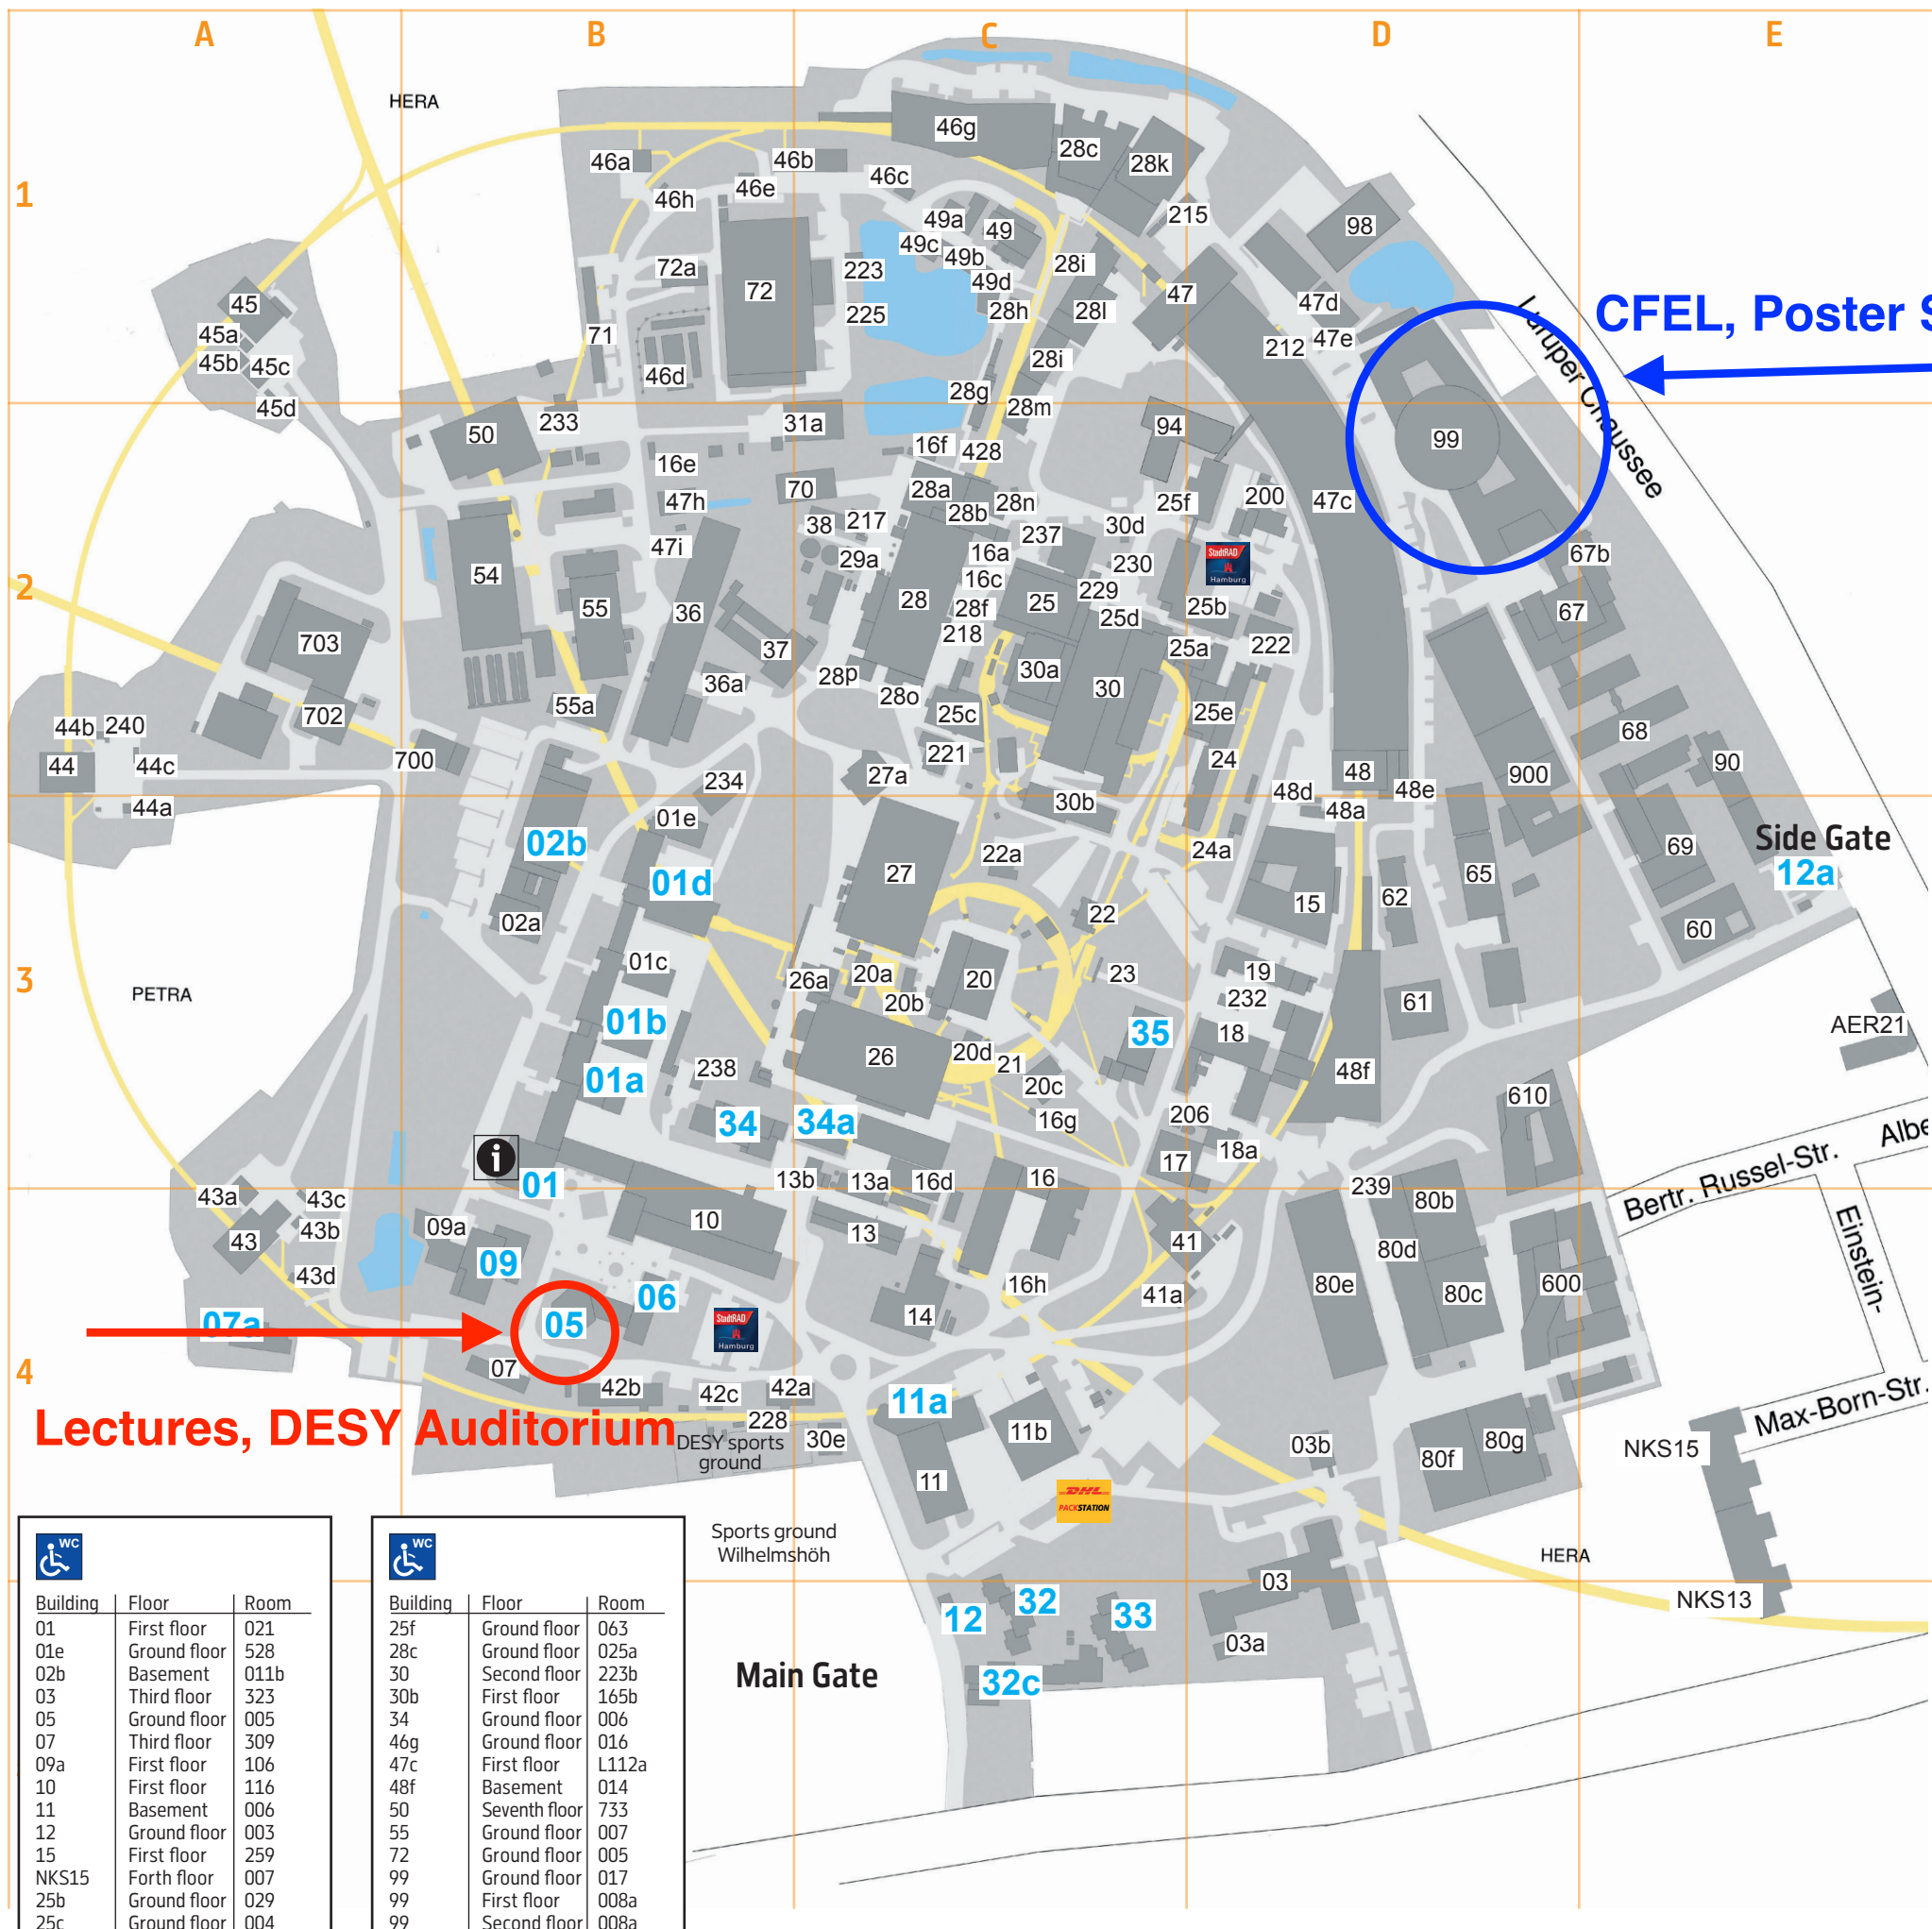 A
B
C
D
E
HERA
46g
28c
46a
46b
28k
46c
46h
46e
1
215
49a
49
98
49c
49b
28i
72a
223
49d
72
47
45
47d
28h
28l
225
CFEL, Poster S
Luruper Chaussee
45a
71
47e
212
45b
45c
28i
46d
28g
45d
28m
233
31a
94
50
99
16f
428
16e
70
28a
200
47h
28n
25f
47c
28b
38
217
30d
237
47i
16a
67b
29a
StadtRAD
Hamburg
230
54
16c
2
229
28
25
55
28f
25b
67
36
25d
218
703
222
37
25a
30a
28p
36a
30
28o
55a
25c
25e
702
44b
240
68
221
700
24
44
44c
90
48
27a
900
234
48d
48e
30b
44a
48a
01e
Side Gate
02b
69
22a
24a
27
12a
65
01d
62
15
22
02a
60
01c
19
23
20a
3
26a
20
PETRA
232
20b
61
01b
AER21
35
18
26
20d
21
238
48f
01a
20c
610
206
16g
34
34a
Albe
18a
Bertr. Russel-Str.
17
i
13b
13a
16d
16
01
239
43a
43c
80b
10
09a
43b
13
43
41
80d
09
Einstein-
43d
16h
80e
600
80c
06
41a
14
07a
05
StadtRAD
Hamburg
07
4
42b
42c
42a
11a
Max-Born-Str.
228
Lectures, DESY Auditorium
DESY sports
ground
30e
11b
03b
80g
NKS15
80f
11
DHL
PACKSTATION
Sports ground
Wilhelmshöh
HERA
03
NKS13
32
12
33
03a
Main Gate
32c
WC
Building Floor Room
01 First floor 021
01e Ground floor 528
02b Basement 011b
03 Third floor 323
05 Ground floor 005
07 Third floor 309
09a First floor 106
10 First floor 116
11 Basement 006
12 Ground floor 003
15 First floor 259
NKS15 Forth floor 007
25b Ground floor 029
25c Ground floor 004
WC
Building Floor Room
25f Ground floor 063
28c Ground floor 025a
30 Second floor 223b
30b First floor 165b
34 Ground floor 006
46g Ground floor 016
47c First floor L112a
48f Basement 014
50 Seventh floor 733
55 Ground floor 007
72 Ground floor 005
99 Ground floor 017
99 First floor 008a
99 Second floor 008a